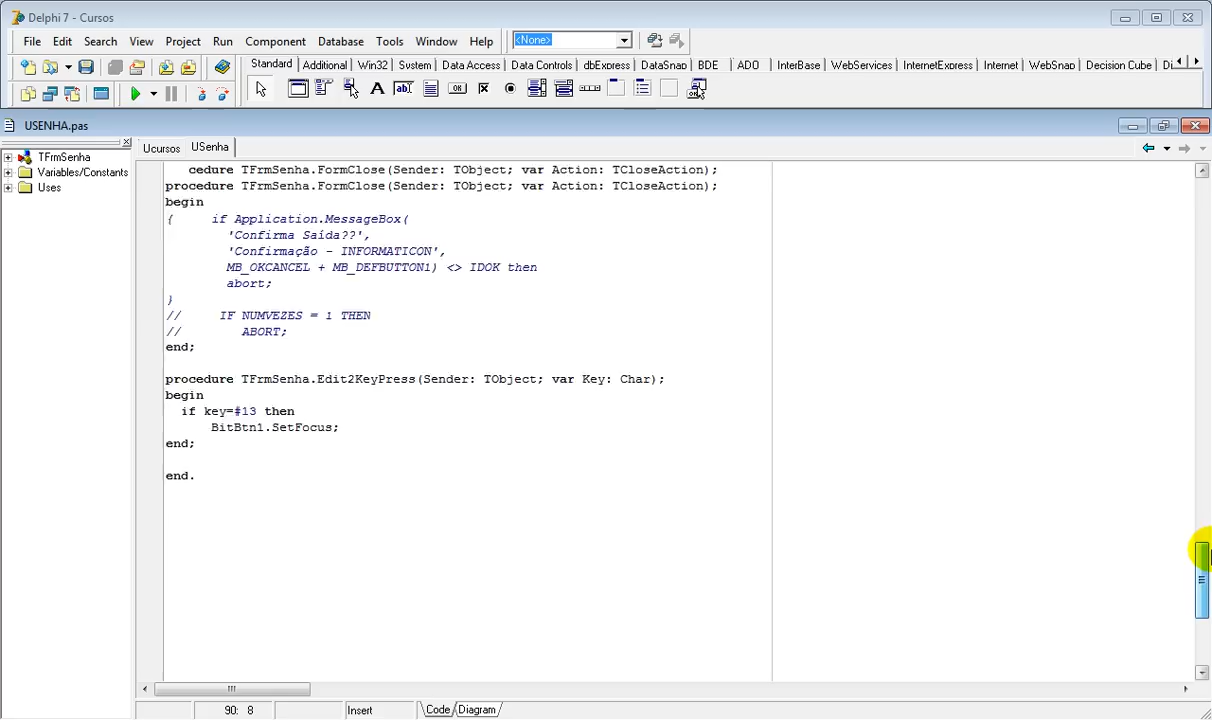 Delphi 7 - Cursos
File Edit Search View Project Run Component Database Tools Window Help <None>
Standard Additional Win32 System Data Access Data Controls dbExpress DataSnap BDE ADO InterBase WebServices InternetExpress Internet WebSnap Decision Cube
USENHA.pas
Ucursos USenha
TFrmSenha
Variables/Constants
Uses
cedure TFrmSenha.FormClose(Sender: TObject; var Action: TCloseAction);
procedure TFrmSenha.FormClose(Sender: TObject; var Action: TCloseAction);
begin
{ if Application.MessageBox(
'Confirma Saída??',
'Confirmação - INFORMATICON',
MB_OKCANCEL + MB_DEFBUTTON1) <> IDOK then
abort;
}
// IF NUMVEZES = 1 THEN
// ABORT;
end;
procedure TFrmSenha.Edit2KeyPress(Sender: TObject; var Key: Char);
begin
if key=#13 then
BitBtn1.SetFocus;
end;
end.
90: 8 Insert Code Diagram